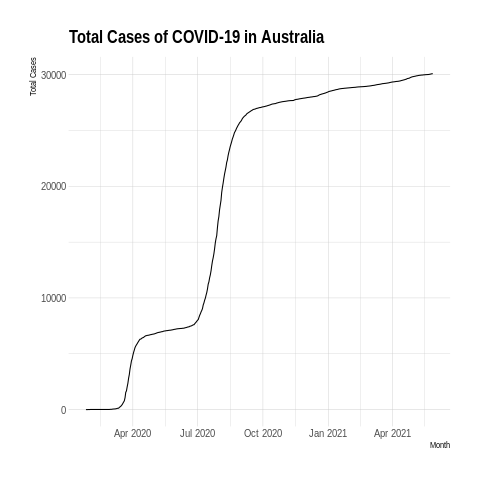 Total Cases of COVID-19 in Australia
Total Cases
30000
20000
10000
0
Apr 2020 Jul 2020 Oct 2020 Jan 2021 Apr 2021
Month